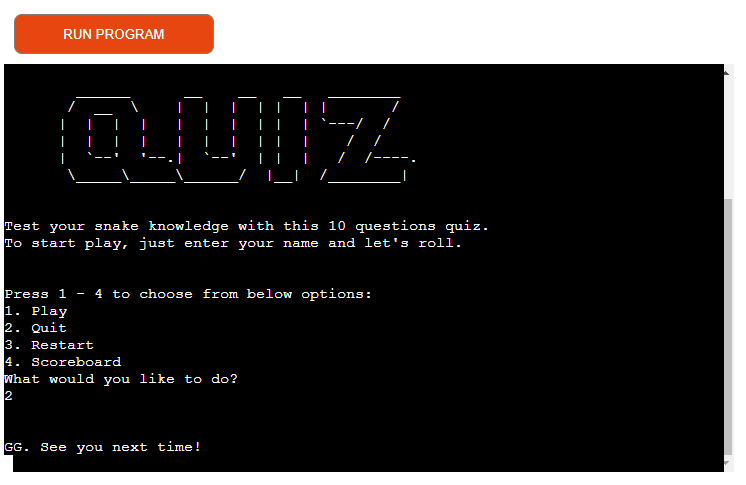 RUN PROGRAM
QUIZ
Test your snake knowledge with this 10 questions quiz.
To start play, just enter your name and let's roll.
Press 1 - 4 to choose from below options:
1. Play
2. Quit
3. Restart
4. Scoreboard
What would you like to do?
2
GG. See you next time!